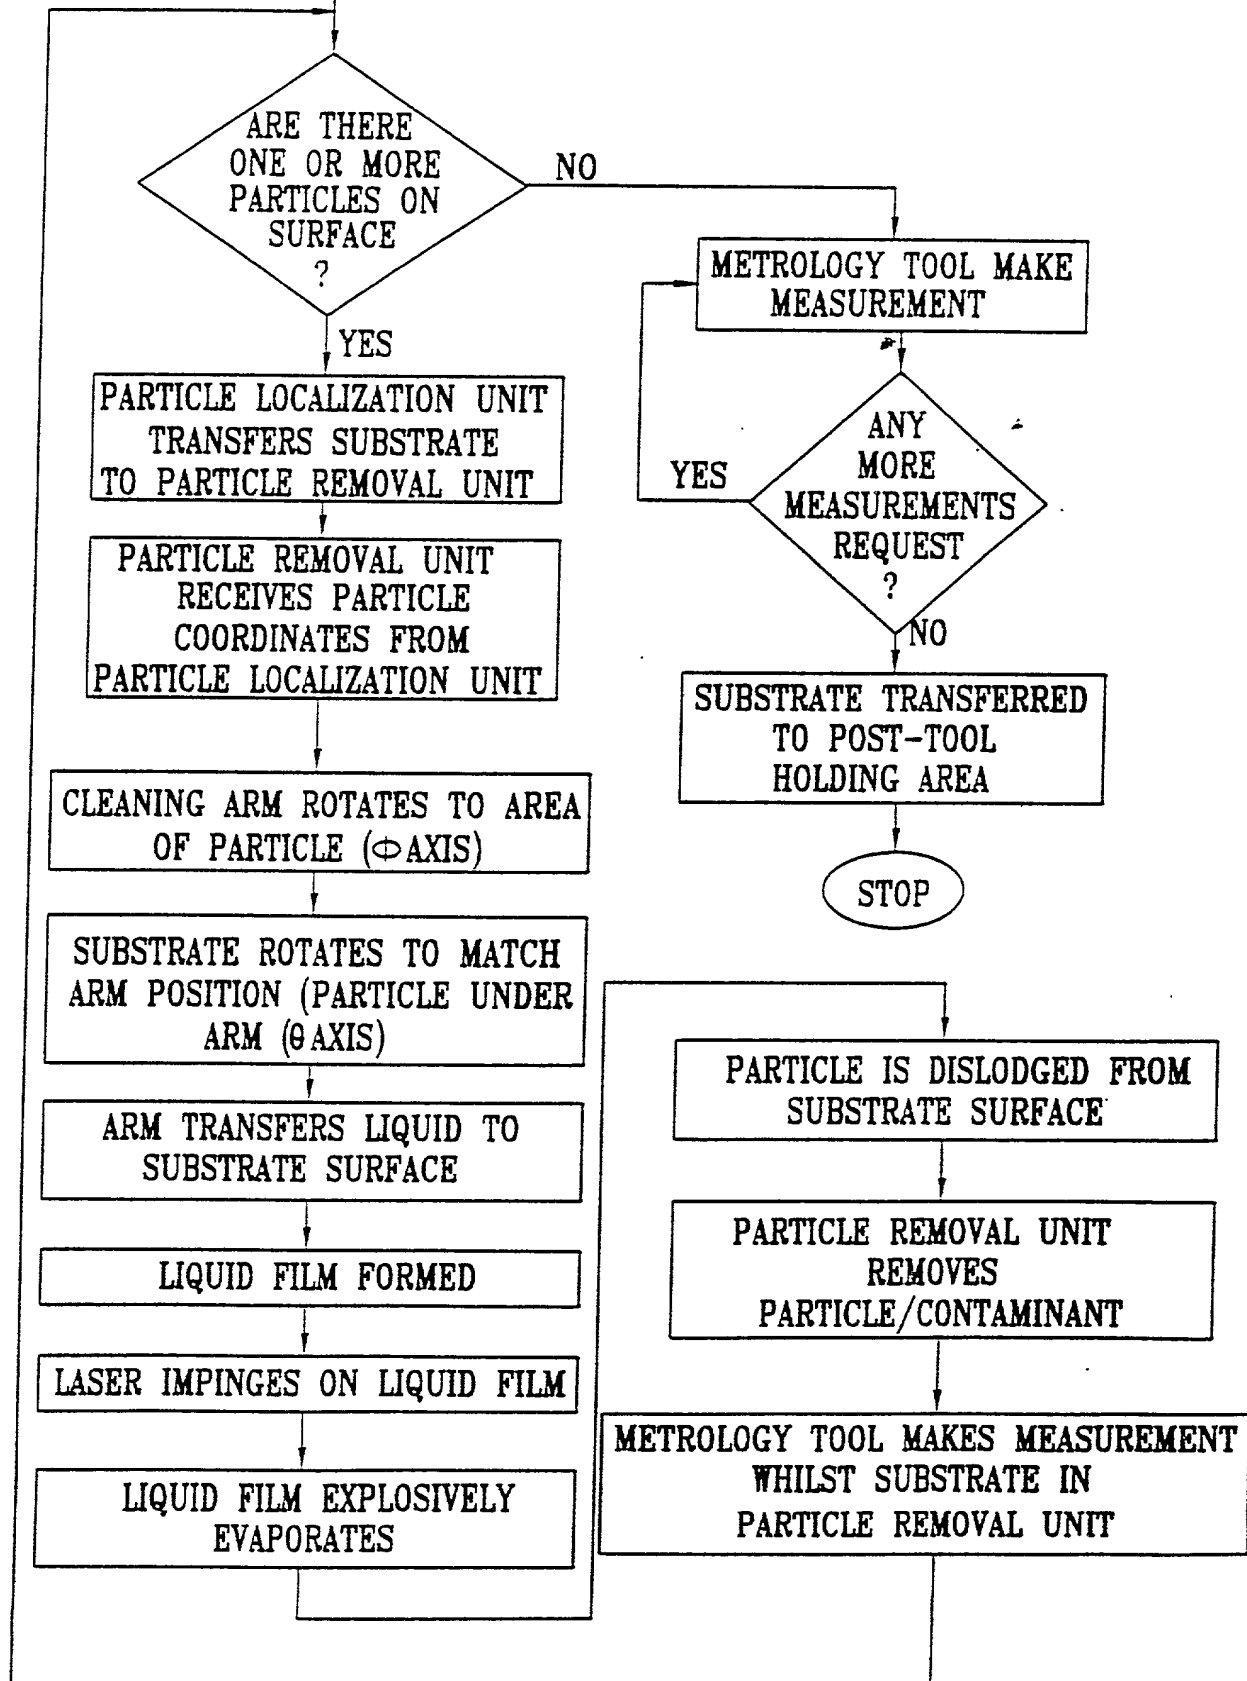 ARE THERE
ONE OR MORE
PARTICLES ON
SURFACE
?
NO
YES
PARTICLE LOCALIZATION UNIT
TRANSFERS SUBSTRATE
TO PARTICLE REMOVAL UNIT
PARTICLE REMOVAL UNIT
RECEIVES PARTICLE
COORDINATES FROM
PARTICLE LOCALIZATION UNIT
CLEANING ARM ROTATES TO AREA
OF PARTICLE (Φ AXIS)
SUBSTRATE ROTATES TO MATCH
ARM POSITION (PARTICLE UNDER
ARM (θ AXIS)
ARM TRANSFERS LIQUID TO
SUBSTRATE SURFACE
LIQUID FILM FORMED
LASER IMPINGES ON LIQUID FILM
LIQUID FILM EXPLOSIVELY
EVAPORATES
METROLOGY TOOL MAKE
MEASUREMENT
ANY
MORE
MEASUREMENTS
REQUEST
?
YES
NO
SUBSTRATE TRANSFERRED
TO POST-TOOL
HOLDING AREA
STOP
PARTICLE IS DISLODGED FROM
SUBSTRATE SURFACE
PARTICLE REMOVAL UNIT
REMOVES
PARTICLE/CONTAMINANT
METROLOGY TOOL MAKES MEASUREMENT
WHILST SUBSTRATE IN
PARTICLE REMOVAL UNIT